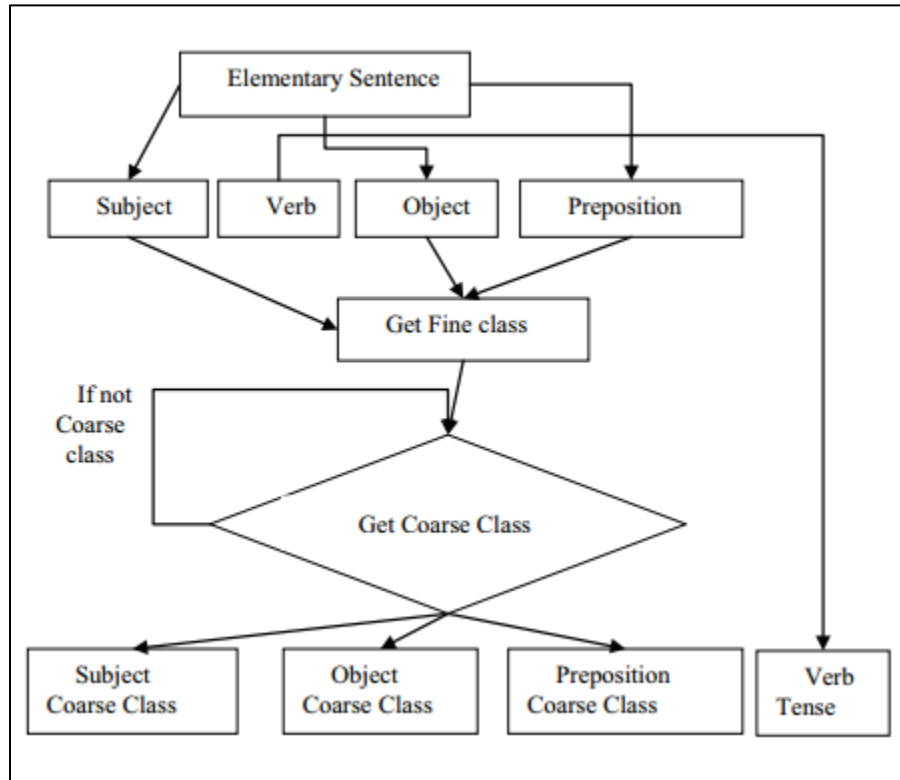 Elementary Sentence
Subject
Verb
Object
Preposition
Get Fine class
If not
Coarse
class
Get Coarse Class
Subject
Coarse Class
Object
Coarse Class
Preposition
Coarse Class
Verb
Tense